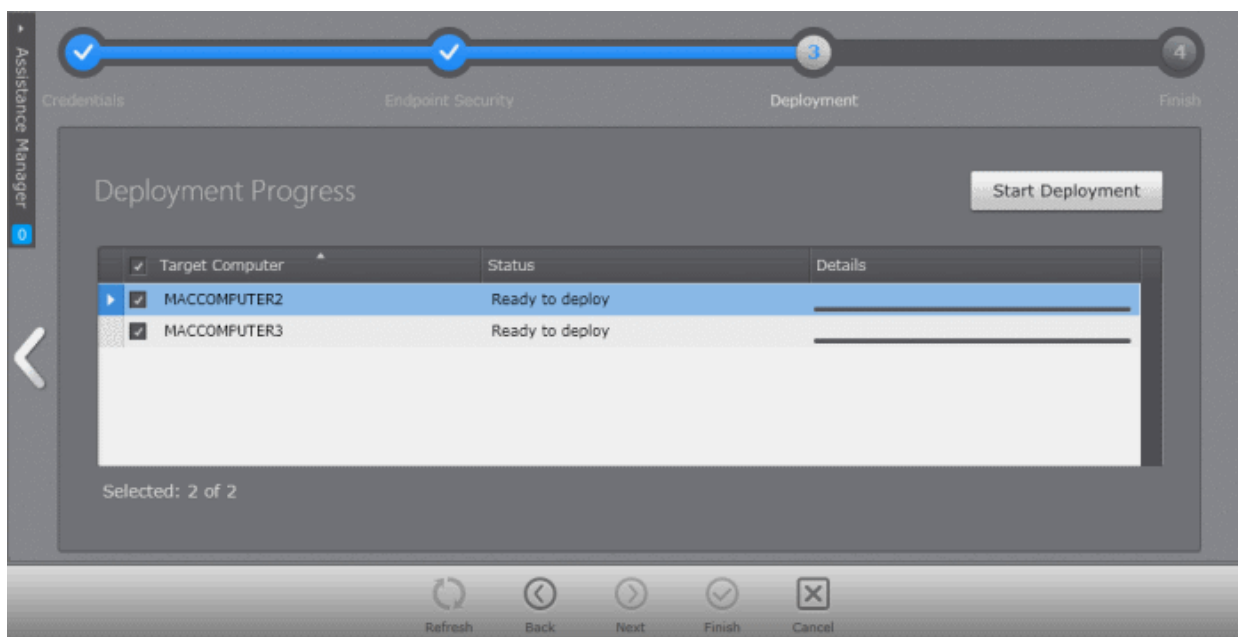 Assistance Manager
0
3
4
Credentials
Endpoint Security
Deployment
Finish
Deployment Progress
Start Deployment
Target Computer Status Details
MACCOMPUTER2 Ready to deploy
MACCOMPUTER3 Ready to deploy
Selected: 2 of 2
Refresh Back Next Finish Cancel